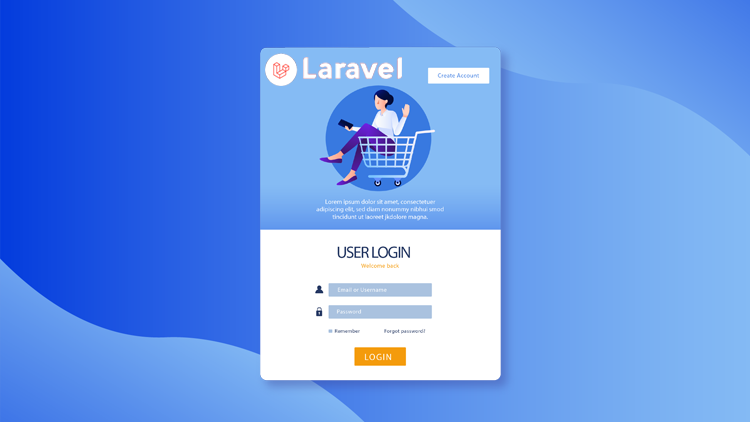 Laravel
Create Account
Lorem ipsum dolor sit amet, consectetuer
adipiscing elit, sed diam nonummy nibhui smod
tincidunt ut laoreet jkdolore magna.
USER LOGIN
Welcome back
Email or Username
Password
Remember
Forgot password?
LOGIN